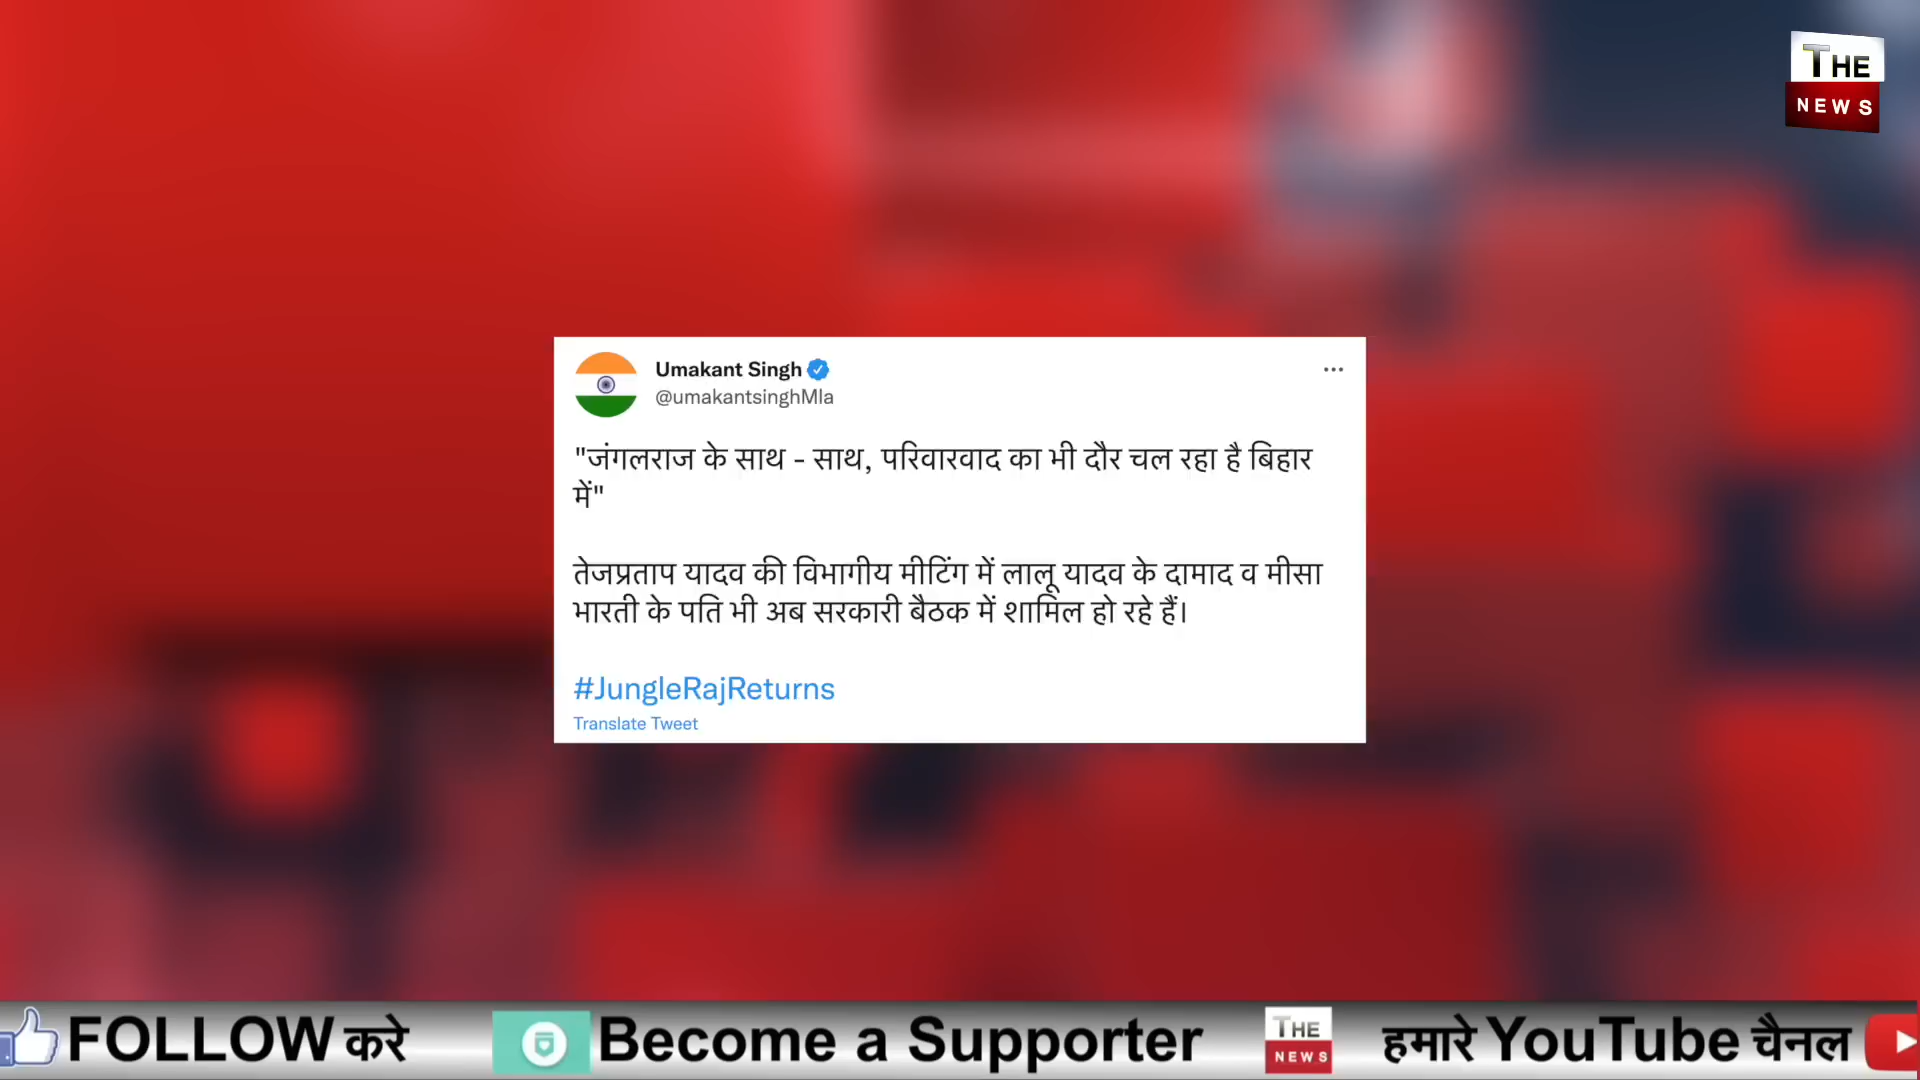 THE
NEWS
Umakant Singh
@umakantsinghMla
"जंगलराज के साथ - साथ, परिवारवाद का भी दौर चल रहा है बिहार
में"
तेजप्रताप यादव की विभागीय मीटिंग में लालू यादव के दामाद व मीसा
भारती के पति भी अब सरकारी बैठक में शामिल हो रहे हैं।
#JungleRajReturns
Translate Tweet
FOLLOW करे Become a Supporter THE NEWS हमारे YouTube चैनल